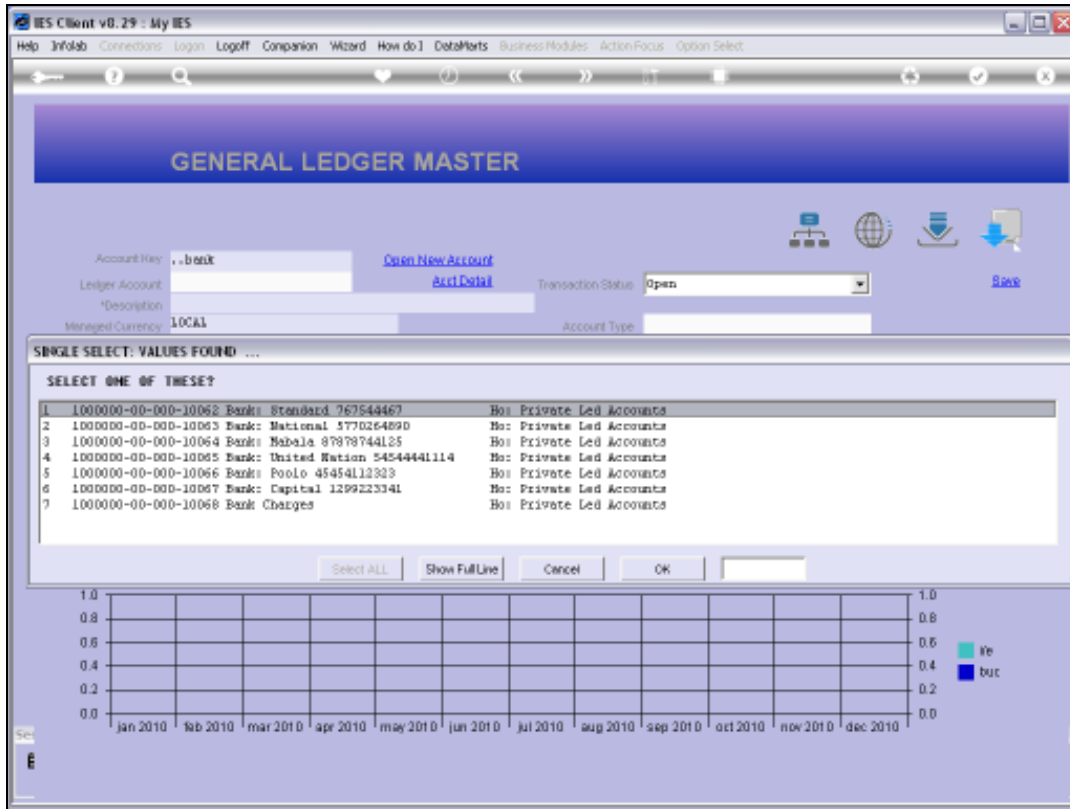 IES Client v8.29 : My IES
Help Infolab Connections Logon Logoff Companion Wizard How do I DataMarts Business Modules Action Focus Option Select
GENERAL LEDGER MASTER
Account Key ..bank Open New Account
Ledger Account Acct Detail Transaction Status Open Save
*Description
Managed Currency LOCAL Account Type
SINGLE SELECT: VALUES FOUND ...
SELECT ONE OF THESE?
1 1000000-00-000-10062 Bank: Standard 767544467 Ho: Private Led Accounts
2 1000000-00-000-10063 Bank: National 5770264890 Ho: Private Led Accounts
3 1000000-00-000-10064 Bank: Nabala 87878744125 Ho: Private Led Accounts
4 1000000-00-000-10065 Bank: United Nation 54544441114 Ho: Private Led Accounts
5 1000000-00-000-10066 Bank: Poolo 45454112323 Ho: Private Led Accounts
6 1000000-00-000-10067 Bank: Capital 1299223341 Ho: Private Led Accounts
7 1000000-00-000-10068 Bank Charges Ho: Private Led Accounts
Select ALL Show Full Line Cancel OK
1.0 1.0
0.8 0.8
0.6 0.6
0.4 0.4
0.2 0.2
0.0 0.0
buc
jan 2010 feb 2010 mar 2010 apr 2010 may 2010 jun 2010 jul 2010 aug 2010 sep 2010 oct 2010 nov 2010 dec 2010